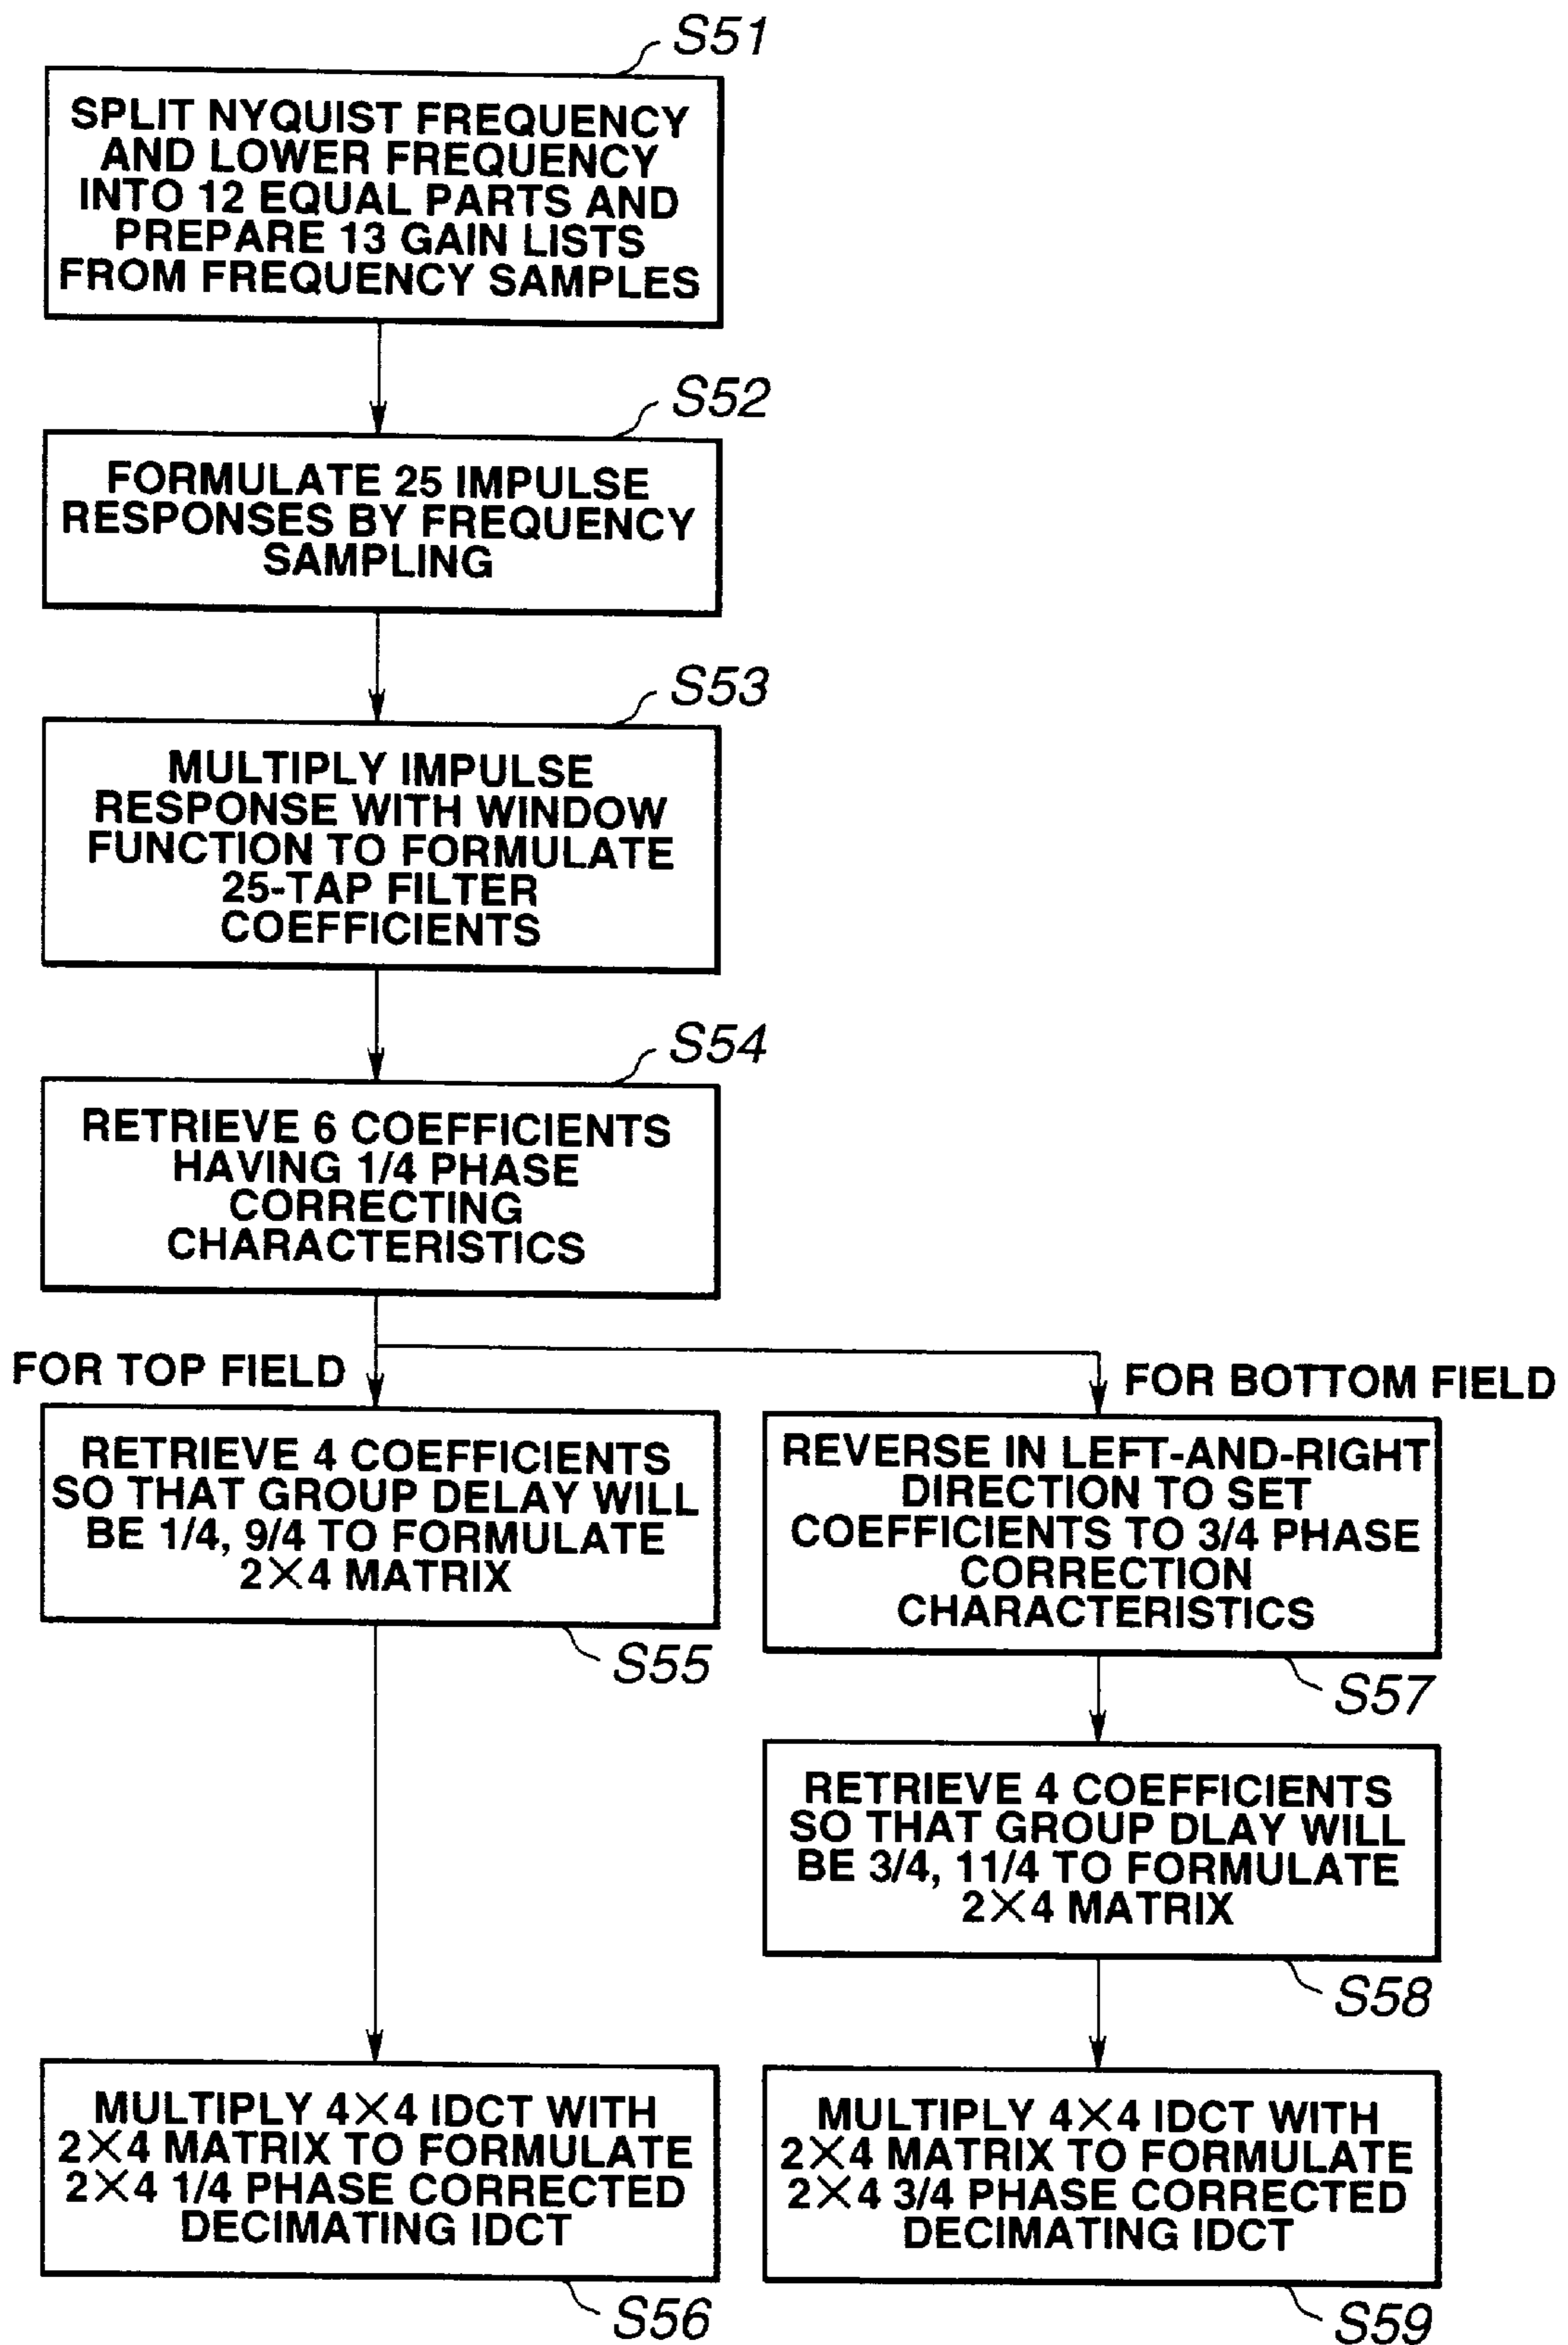 S51
SPLIT NYQUIST FREQUENCY
AND LOWER FREQUENCY
INTO 12 EQUAL PARTS AND
PREPARE 13 GAIN LISTS
FROM FREQUENCY SAMPLES
S52
FORMULATE 25 IMPULSE
RESPONSES BY FREQUENCY
SAMPLING
S53
MULTIPLY IMPULSE
RESPONSE WITH WINDOW
FUNCTION TO FORMULATE
25-TAP FILTER
COEFFICIENTS
S54
RETRIEVE 6 COEFFICIENTS
HAVING 1/4 PHASE
CORRECTING
CHARACTERISTICS
FOR TOP FIELD
RETRIEVE 4 COEFFICIENTS
SO THAT GROUP DELAY WILL
BE 1/4, 9/4 TO FORMULATE
2×4 MATRIX
S55
FOR BOTTOM FIELD
REVERSE IN LEFT-AND-RIGHT
DIRECTION TO SET
COEFFICIENTS TO 3/4 PHASE
CORRECTION
CHARACTERISTICS
S57
RETRIEVE 4 COEFFICIENTS
SO THAT GROUP DLAY WILL
BE 3/4, 11/4 TO FORMULATE
2×4 MATRIX
S58
MULTIPLY 4×4 IDCT WITH
2×4 MATRIX TO FORMULATE
2×4 1/4 PHASE CORRECTED
DECIMATING IDCT
S56
MULTIPLY 4×4 IDCT WITH
2×4 MATRIX TO FORMULATE
2×4 3/4 PHASE CORRECTED
DECIMATING IDCT
S59